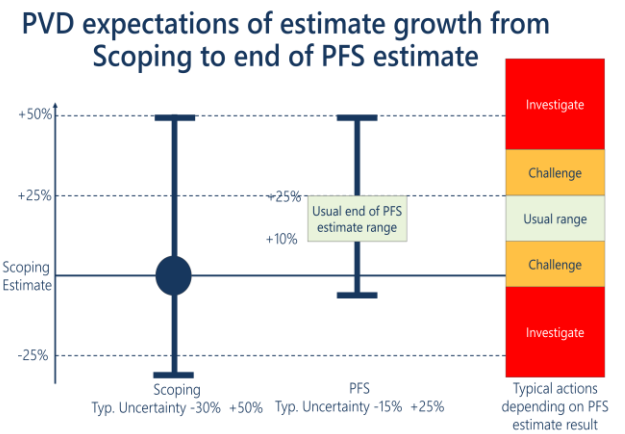 PVD expectations of estimate growth from
Scoping to end of PFS estimate
+50%
+25%
Scoping
Estimate
-25%
+25%
Usual end of PFS
estimate range
+10%
Investigate
Challenge
Usual range
Challenge
Investigate
Scoping
Typ. Uncertainty -30% +50%
PFS
Typ. Uncertainty -15% +25%
Typical actions
depending on PFS
estimate result